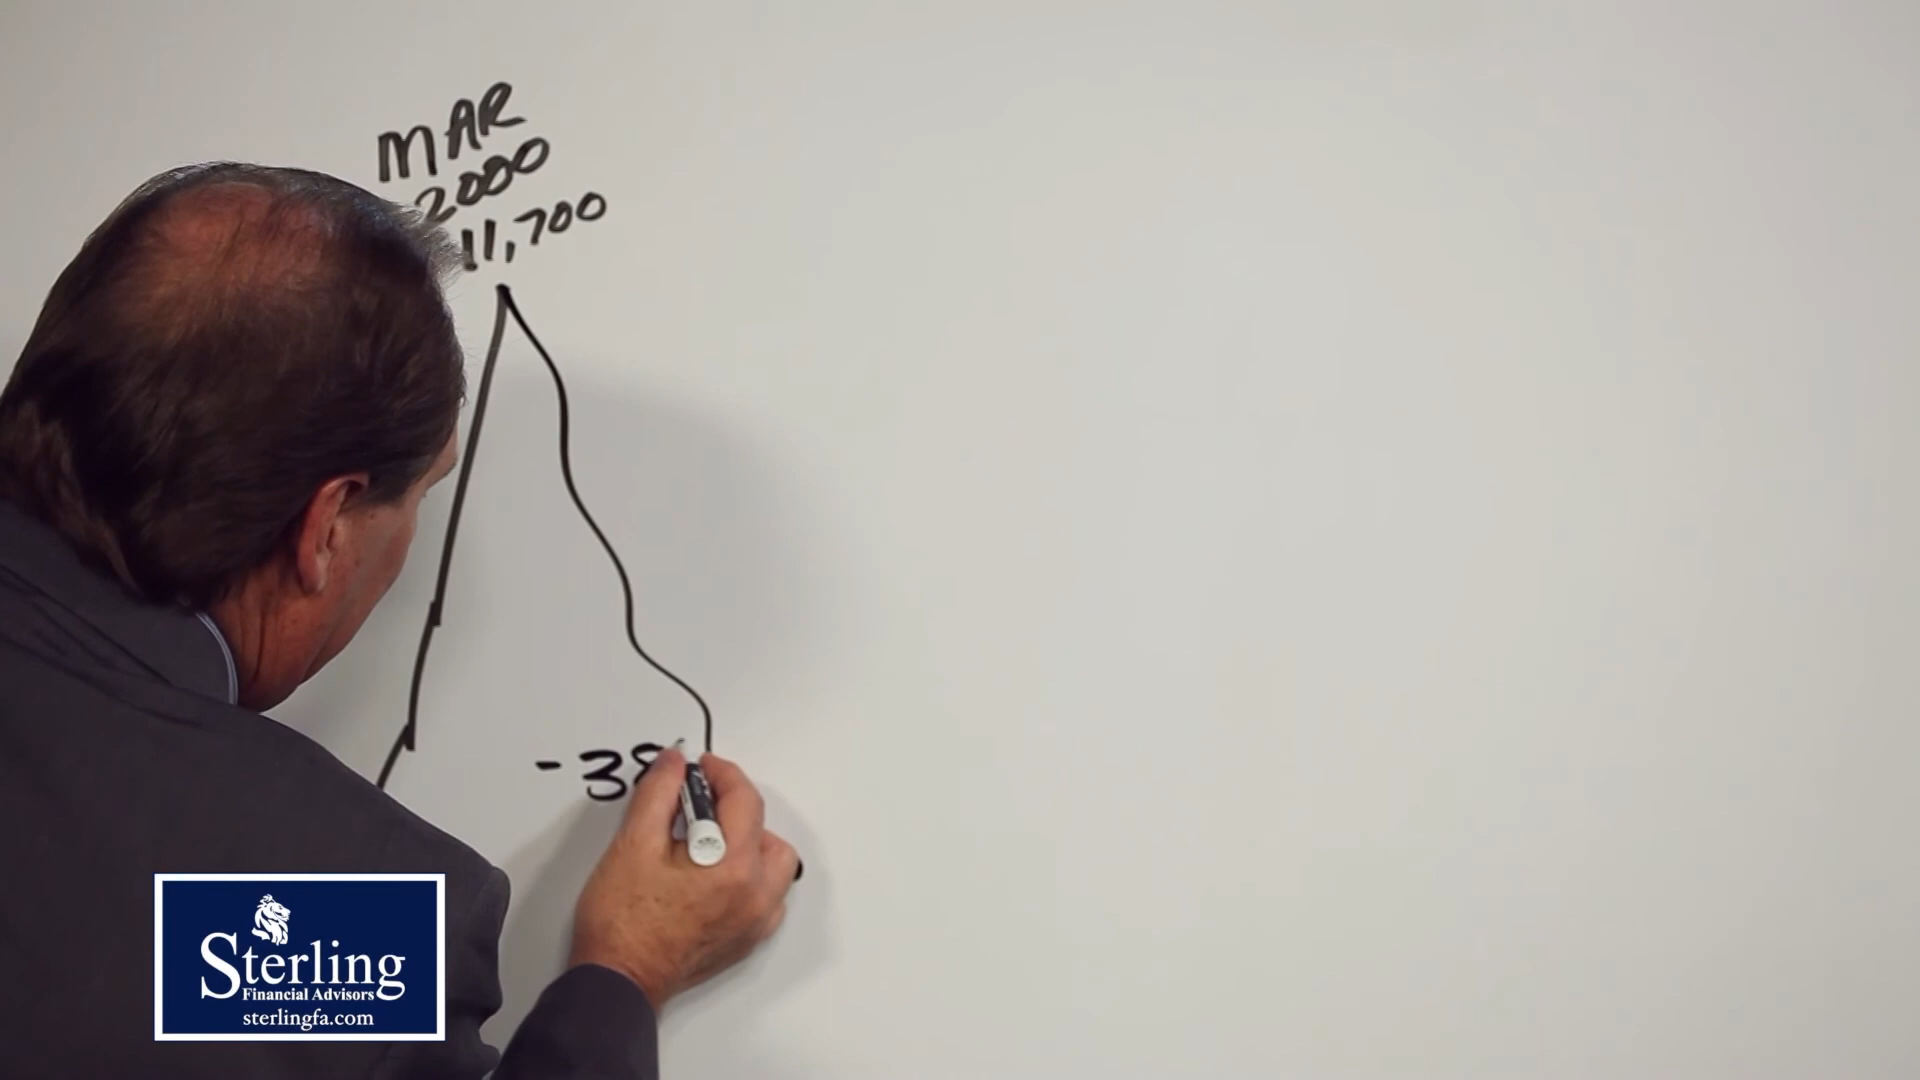 MAR
2000
11,700
-38
Sterling
Financial Advisors
sterlingfa.com